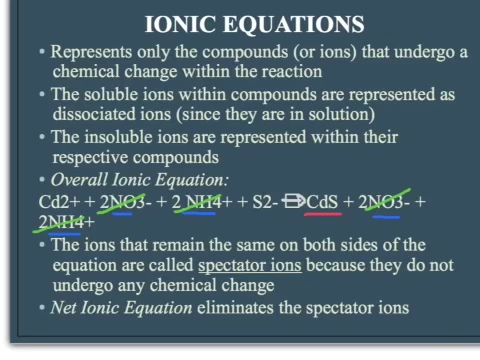 IONIC EQUATIONS
• Represents only the compounds (or ions) that undergo a
chemical change within the reaction
• The soluble ions within compounds are represented as
dissociated ions (since they are in solution)
• The insoluble ions are represented within their
respective compounds
• Overall Ionic Equation:
Cd2+ + 2NO3- + 2 NH4+ + S2- ⇒ CdS + 2NO3- +
2NH4+
• The ions that remain the same on both sides of the
equation are called spectator ions because they do not
undergo any chemical change
• Net Ionic Equation eliminates the spectator ions